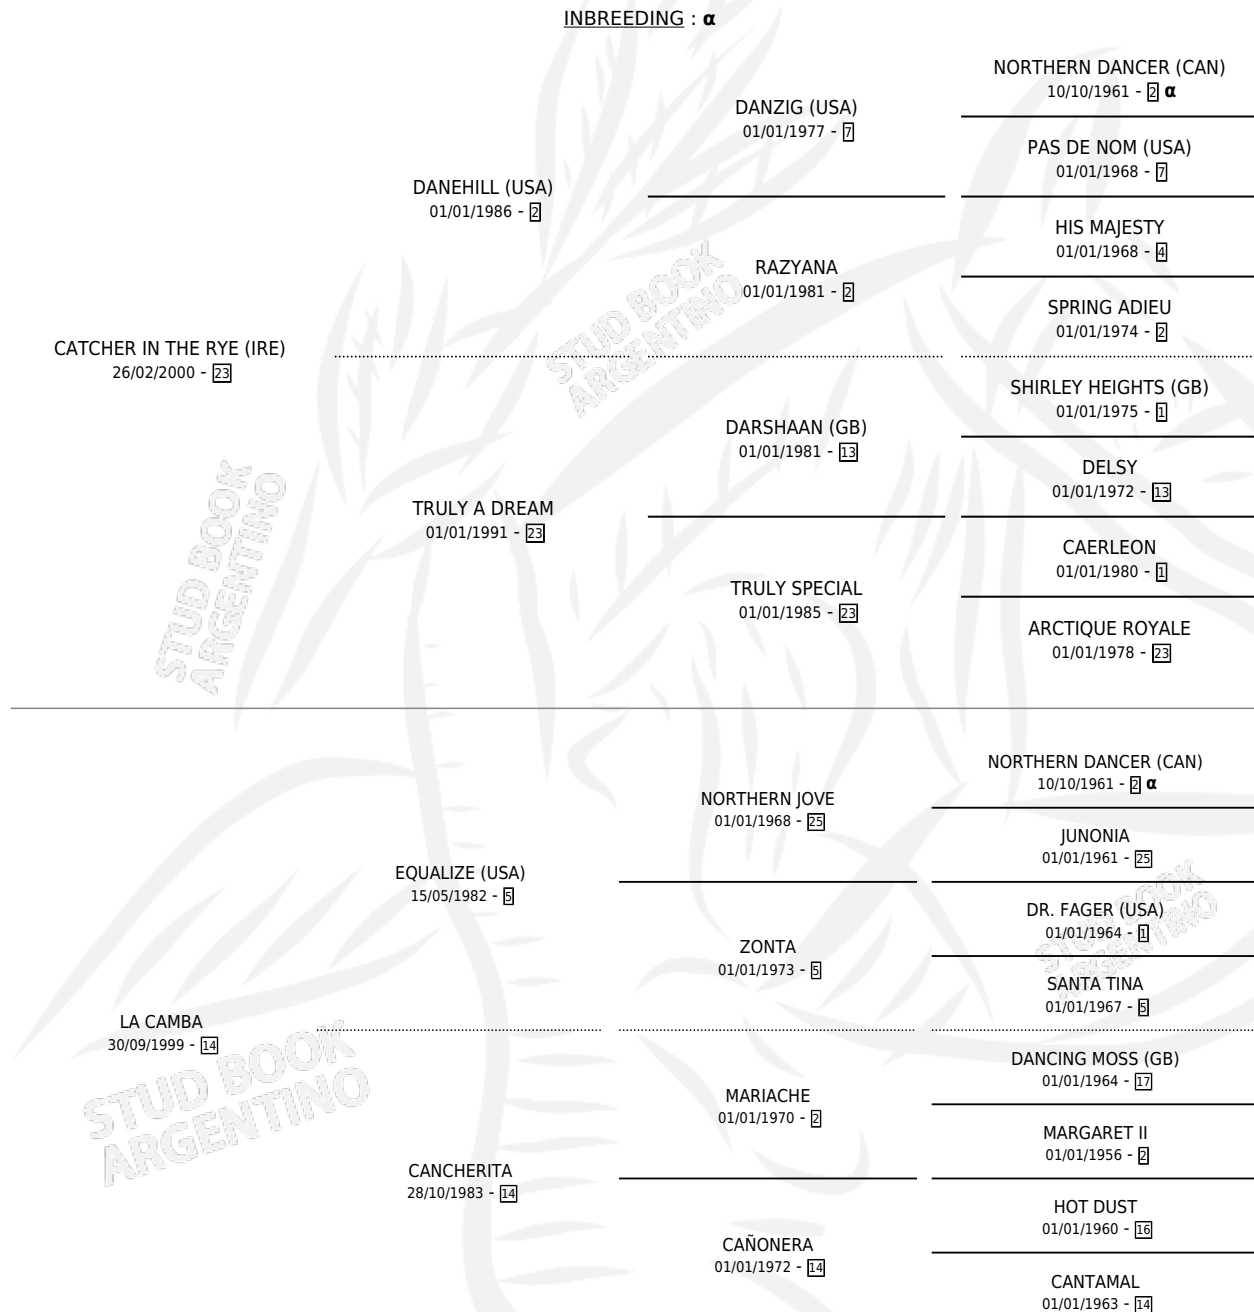 INBREEDING : α
NORTHERN DANCER (CAN)
10/10/1961 - 2 α
DANZIG (USA)
01/01/1977 - 7
PAS DE NOM (USA)
01/01/1968 - 7
DANEHILL (USA)
01/01/1986 - 2
HIS MAJESTY
01/01/1968 - 4
RAZYANA
01/01/1981 - 2
SPRING ADIEU
01/01/1974 - 2
CATCHER IN THE RYE (IRE)
26/02/2000 - 23
SHIRLEY HEIGHTS (GB)
01/01/1975 - 1
DARSHAAN (GB)
01/01/1981 - 13
DELSY
01/01/1972 - 13
TRULY A DREAM
01/01/1991 - 23
CAERLEON
01/01/1980 - 1
TRULY SPECIAL
01/01/1985 - 23
ARCTIQUE ROYALE
01/01/1978 - 23
NORTHERN DANCER (CAN)
10/10/1961 - 2 α
NORTHERN JOVE
01/01/1968 - 25
JUNONIA
01/01/1961 - 25
EQUALIZE (USA)
15/05/1982 - 5
DR. FAGER (USA)
01/01/1964 - 1
ZONTA
01/01/1973 - 5
SANTA TINA
01/01/1967 - 5
LA CAMBA
30/09/1999 - 14
DANCING MOSS (GB)
01/01/1964 - 17
MARIACHE
01/01/1970 - 2
MARGARET II
01/01/1956 - 2
CANCHERITA
28/10/1983 - 14
HOT DUST
01/01/1960 - 16
CAÑONERA
01/01/1972 - 14
CANTAMAL
01/01/1963 - 14
STUD BOOK
ARGENTINO
STUD BOOK
ARGENTINO
STUD BOOK
ARGENTINO
STUD BOOK
ARGENTINO